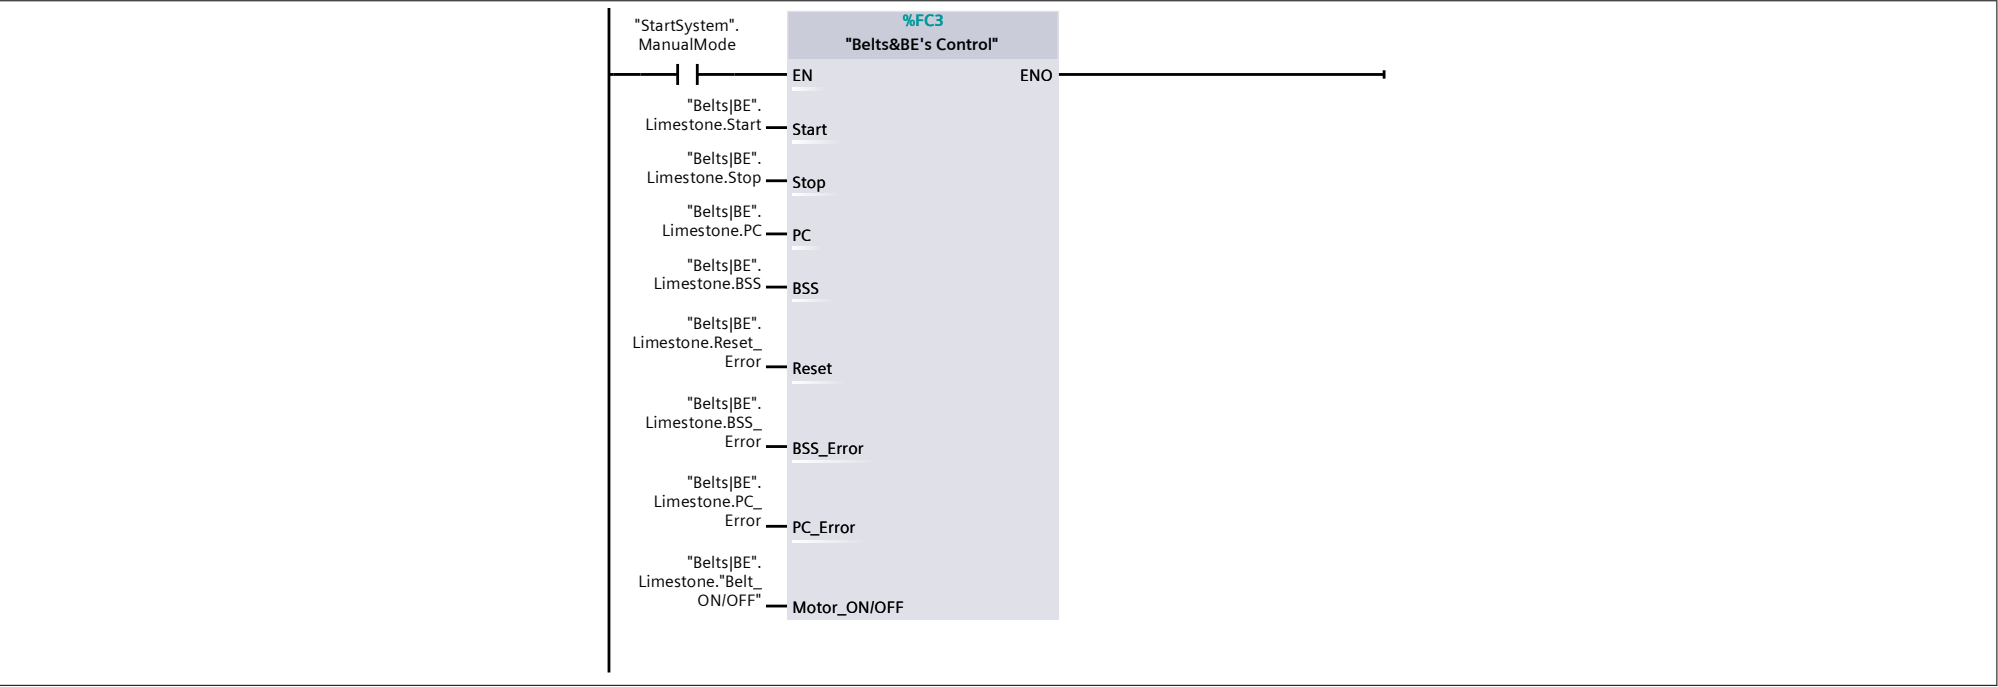 "StartSystem".
ManualMode
%FC3
"Belts&BE's Control"
EN
ENO
"Belts|BE".
Limestone.Start
Start
"Belts|BE".
Limestone.Stop
Stop
"Belts|BE".
Limestone.PC
PC
"Belts|BE".
Limestone.BSS
BSS
"Belts|BE".
Limestone.Reset_
Error
Reset
"Belts|BE".
Limestone.BSS_
Error
BSS_Error
"Belts|BE".
Limestone.PC_
Error
PC_Error
"Belts|BE".
Limestone."Belt_
ON/OFF"
Motor_ON/OFF